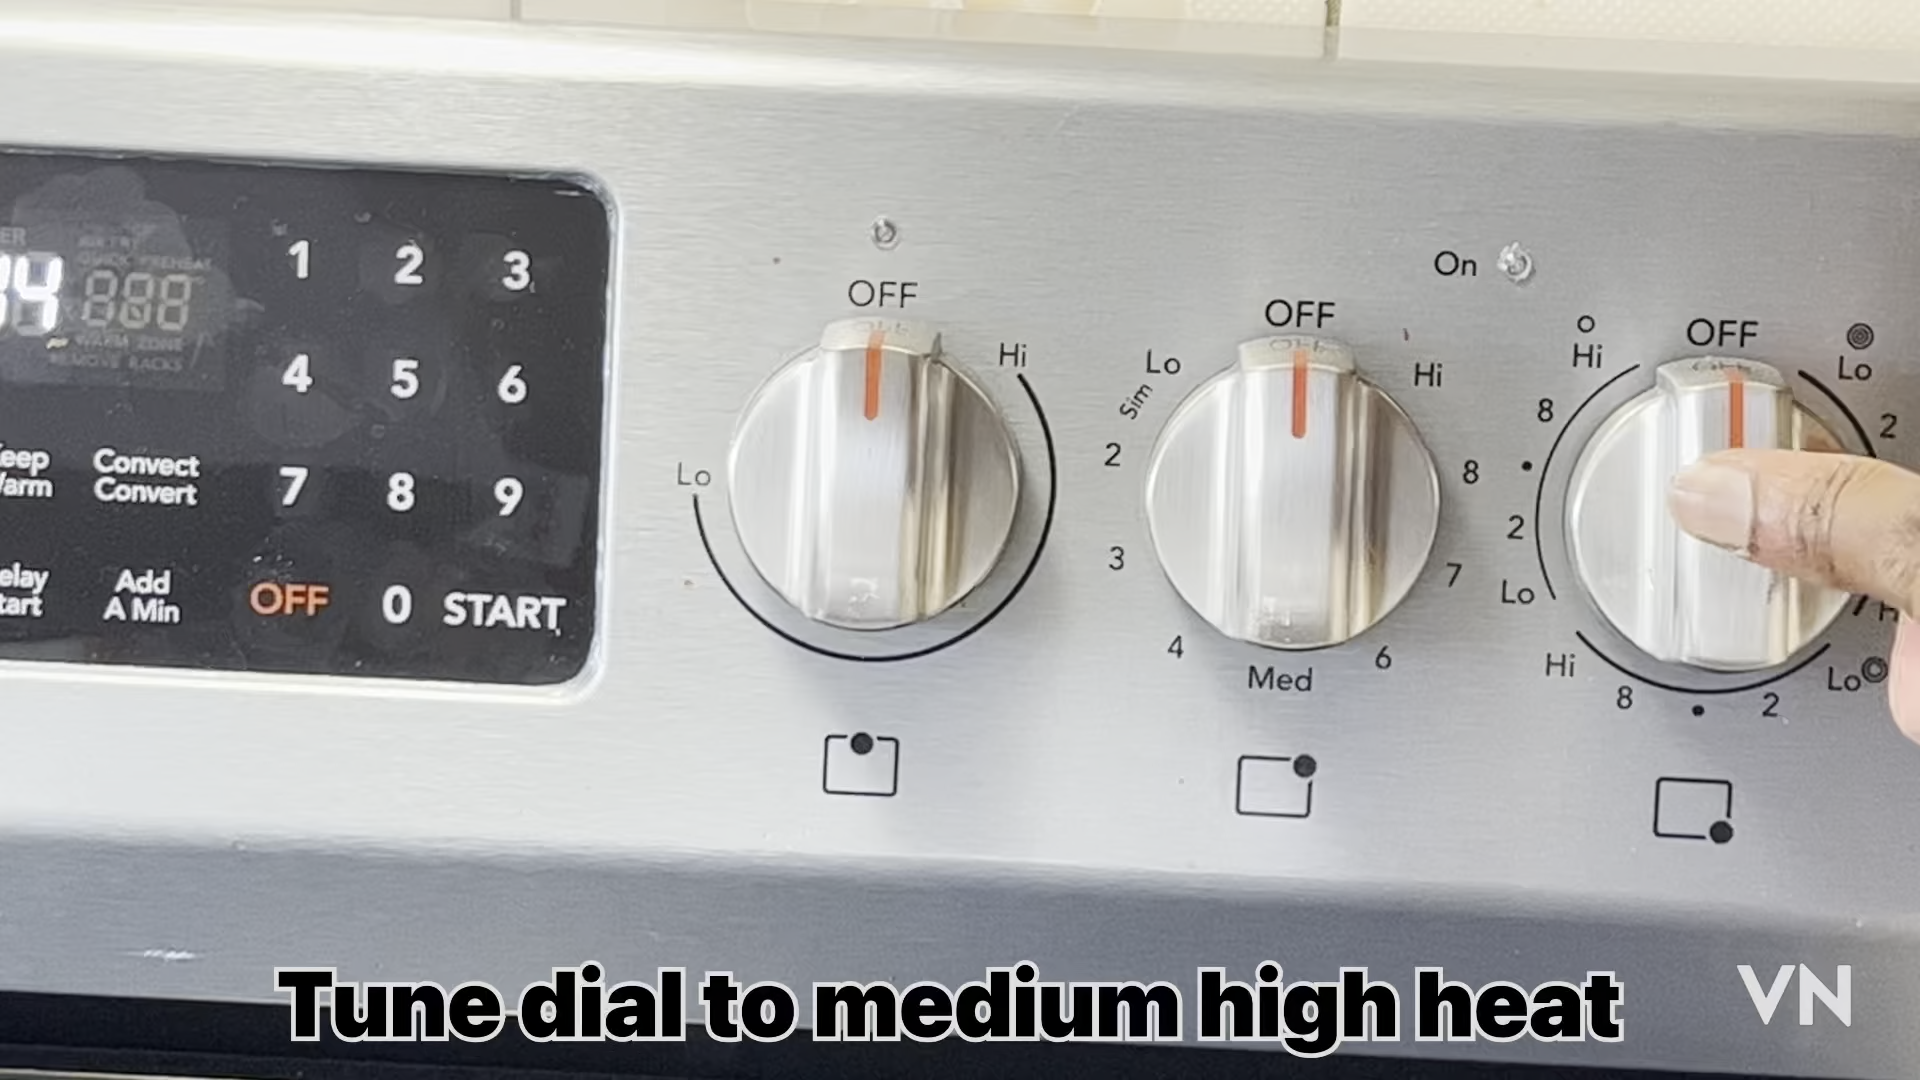 1 2 3
4 5 6
Convect
Convert
7 8 9
Add
A Min
OFF 0 START
OFF
Hi
Lo
On
OFF
Lo
Sim
2
3
4
Med
6
7
8
Hi
OFF
Hi
8
2
Lo
Lo
2
Hi
8
2
Lo
Tune dial to medium high heat
VN